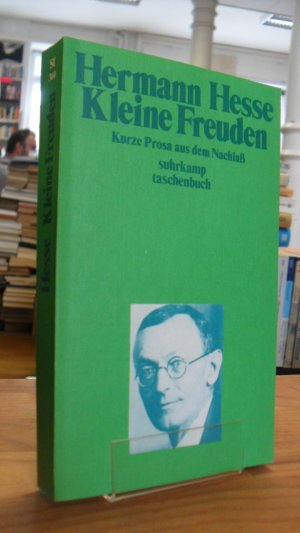 Hermann Hesse
Kleine Freuden
Kurze Prosa aus dem Nachlaß
suhrkamp
taschenbuch
Hesse Kleine Freuden